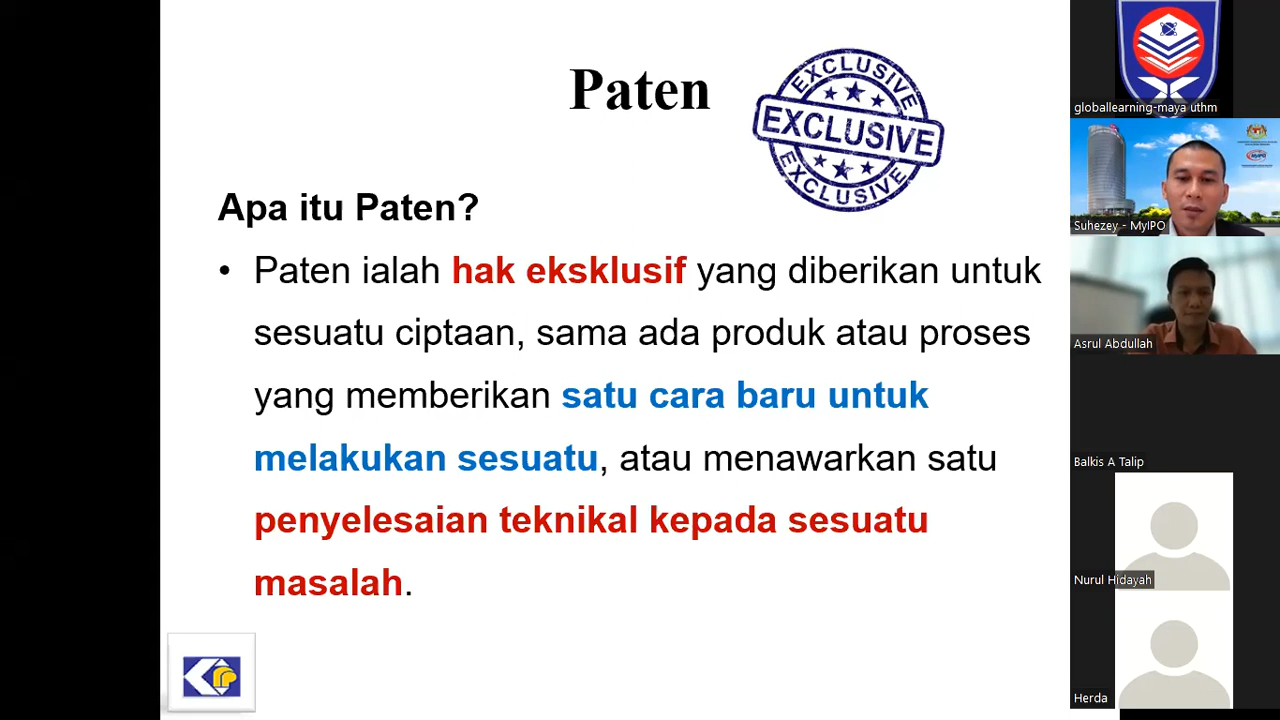 Paten
EXCLUSIVE
EXCLUSIVE
EXCLUSIVE
Apa itu Paten?
• Paten ialah hak eksklusif yang diberikan untuk
sesuatu ciptaan, sama ada produk atau proses
yang memberikan satu cara baru untuk
melakukan sesuatu, atau menawarkan satu
penyelesaian teknikal kepada sesuatu
masalah.
globallearning-maya uthm
MyIPO
Suhezey - MyIPO
Asrul Abdullah
Balkis A Talip
Nurul Hidayah
Herda